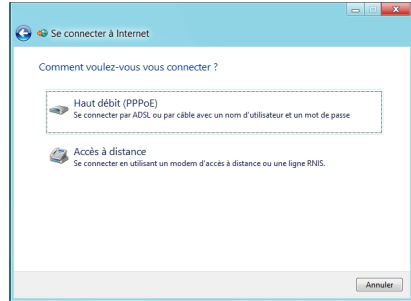 Se connecter à Internet
Comment voulez-vous vous connecter ?
Haut débit (PPPoE)
Se connecter par ADSL ou par câble avec un nom d'utilisateur et un mot de passe
Accès à distance
Se connecter en utilisant un modem d'accès à distance ou une ligne RNIS.
Annuler